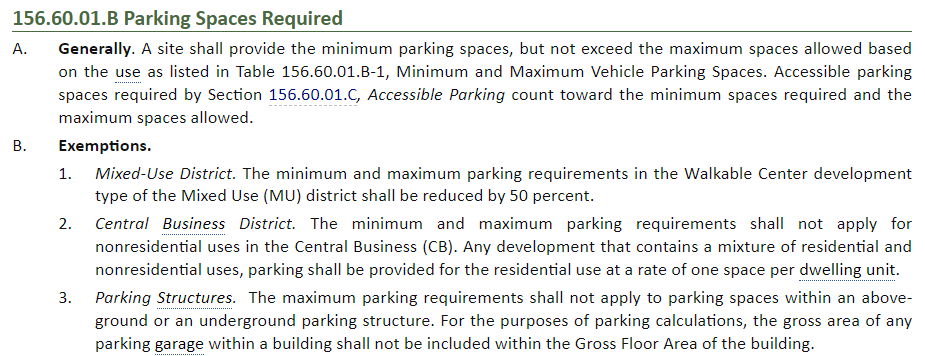 156.60.01.B Parking Spaces Required
A. Generally. A site shall provide the minimum parking spaces, but not exceed the maximum spaces allowed based
on the use as listed in Table 156.60.01.B-1, Minimum and Maximum Vehicle Parking Spaces. Accessible parking
spaces required by Section 156.60.01.C, Accessible Parking count toward the minimum spaces required and the
maximum spaces allowed.
B. Exemptions.
1. Mixed-Use District. The minimum and maximum parking requirements in the Walkable Center development
type of the Mixed Use (MU) district shall be reduced by 50 percent.
2. Central Business District. The minimum and maximum parking requirements shall not apply for
nonresidential uses in the Central Business (CB). Any development that contains a mixture of residential and
nonresidential uses, parking shall be provided for the residential use at a rate of one space per dwelling unit.
3. Parking Structures. The maximum parking requirements shall not apply to parking spaces within an above-
ground or an underground parking structure. For the purposes of parking calculations, the gross area of any
parking garage within a building shall not be included within the Gross Floor Area of the building.